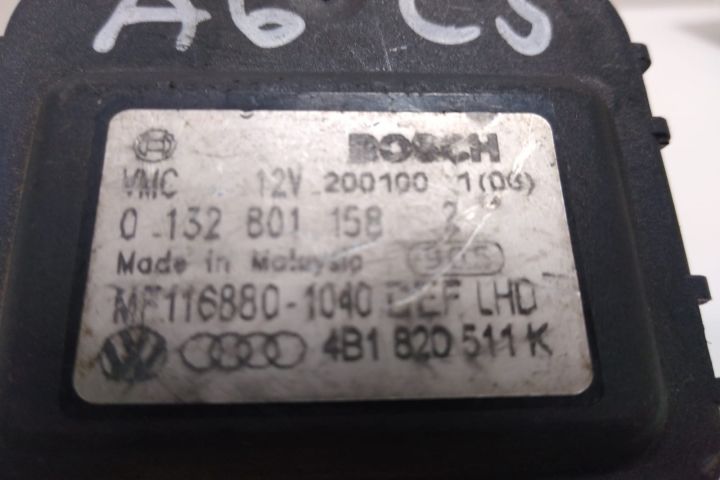 A6 C5
BOSCH
VMC 12V 200100 1(06)
0 132 801 158 2
Made in Malaysia
MF116880-1040 DEF LHD
4B1 820 511 K